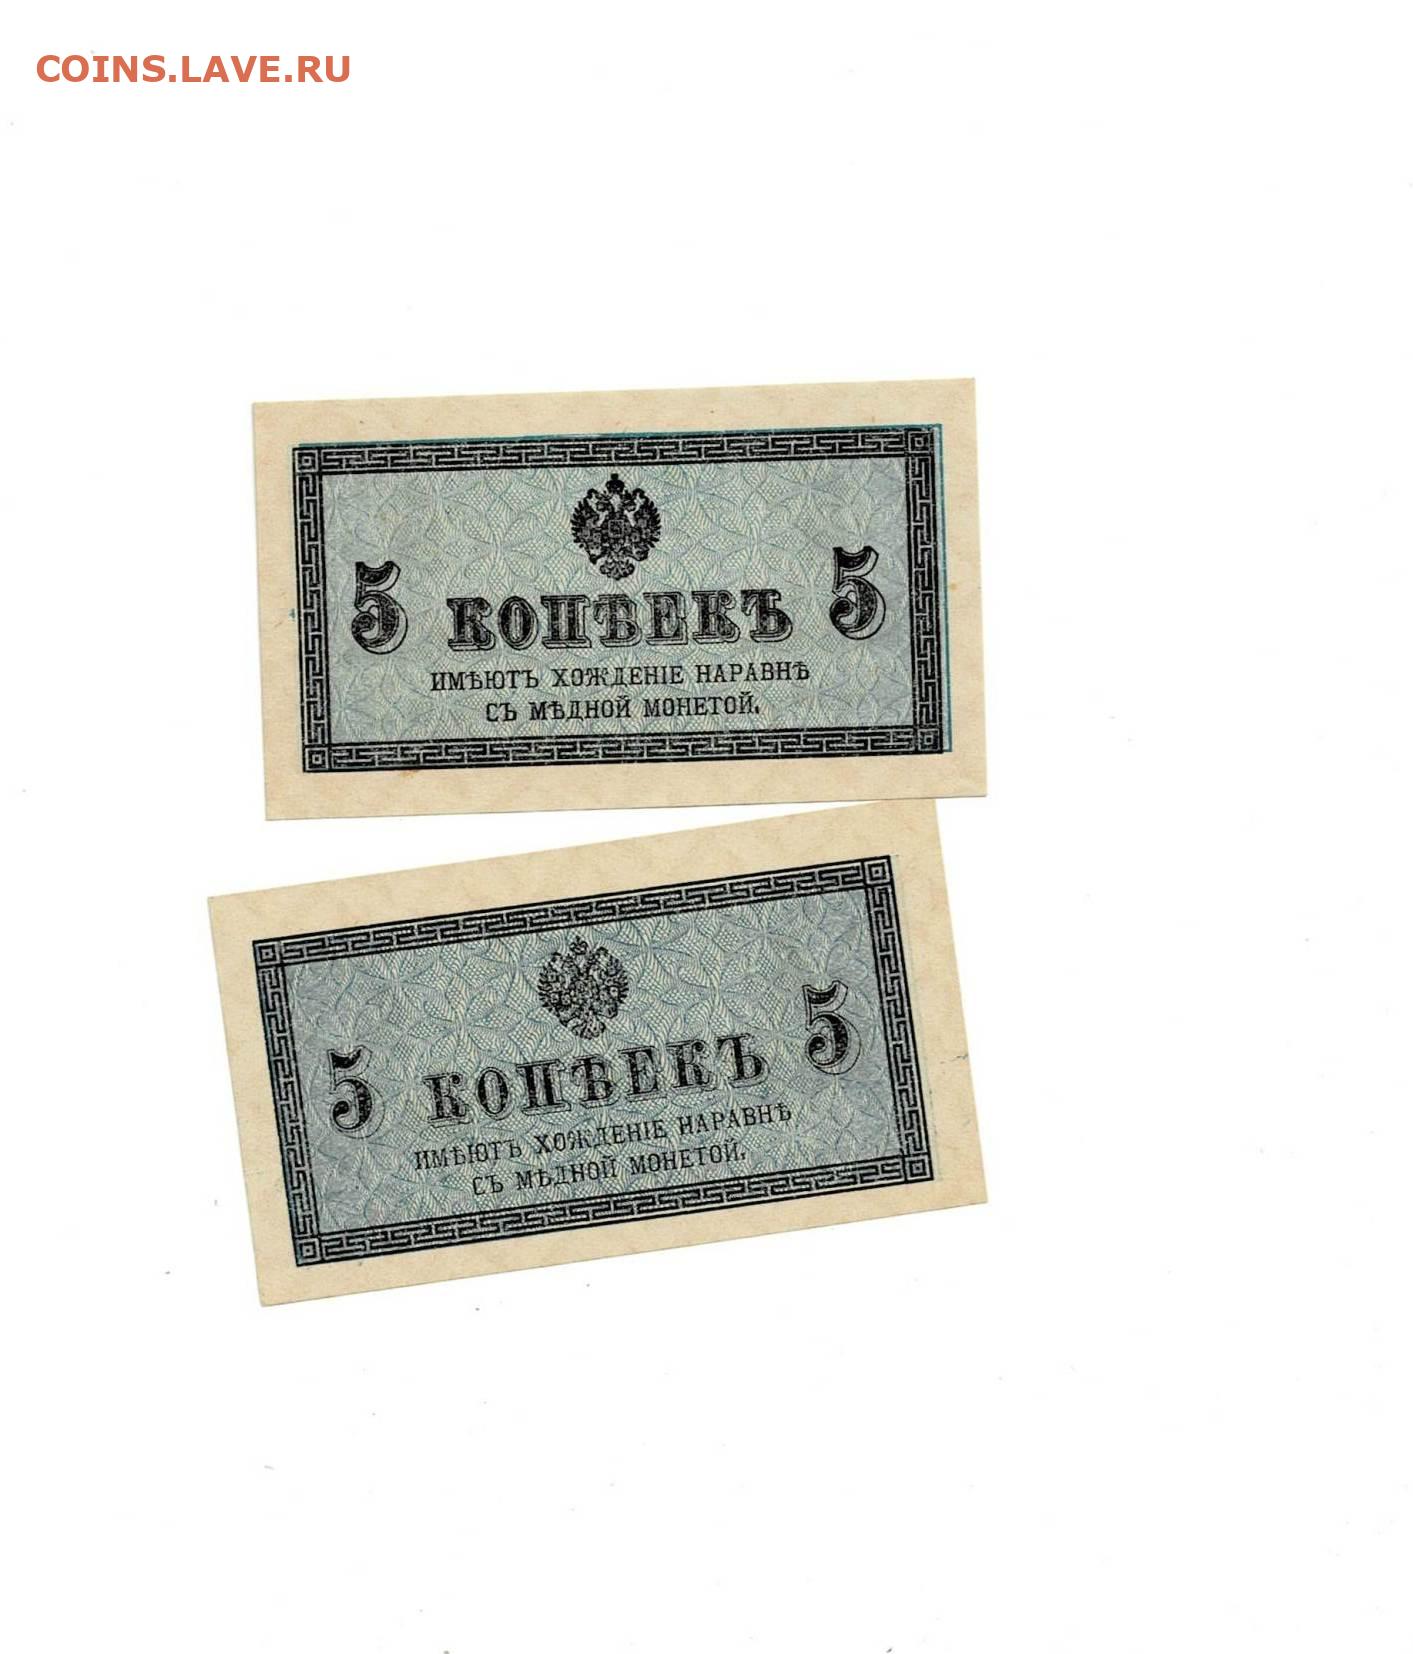 COINS.LAVE.RU
5 КОПѢЕКЪ 5
ИМѢЮТЪ ХОЖДЕНІЕ НАРАВНѢ
СЪ МѢДНОЙ МОНЕТОЙ.
5 КОПѢЕКЪ 5
ИМѢЮТЪ ХОЖДЕНІЕ НАРАВНѢ
СЪ МѢДНОЙ МОНЕТОЙ.